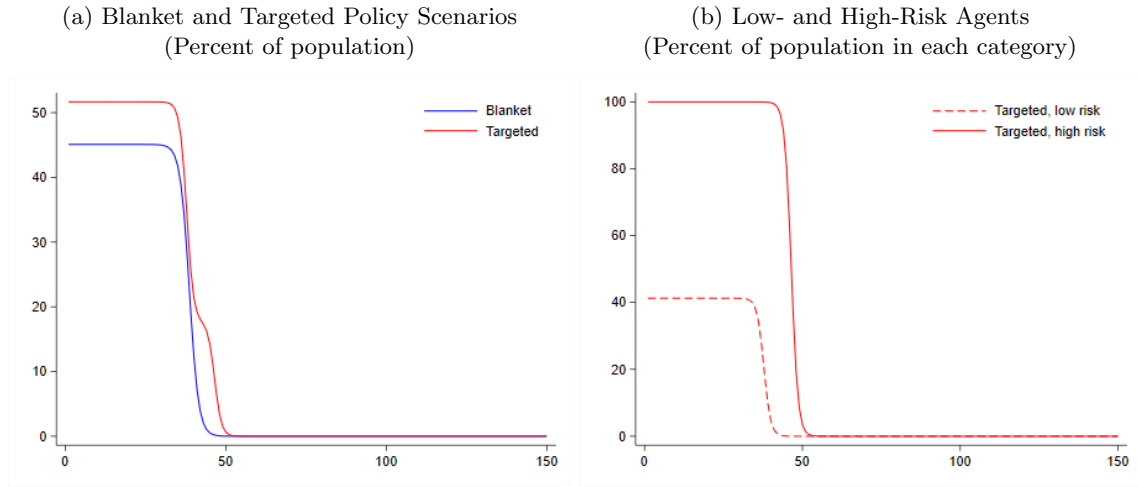 (a) Blanket and Targeted Policy Scenarios
(Percent of population)
50
40
30
20
10
0
0
50
100
150
Blanket
Targeted
(b) Low- and High-Risk Agents
(Percent of population in each category)
100
80
60
40
20
0
0
50
100
150
Targeted, low risk
Targeted, high risk